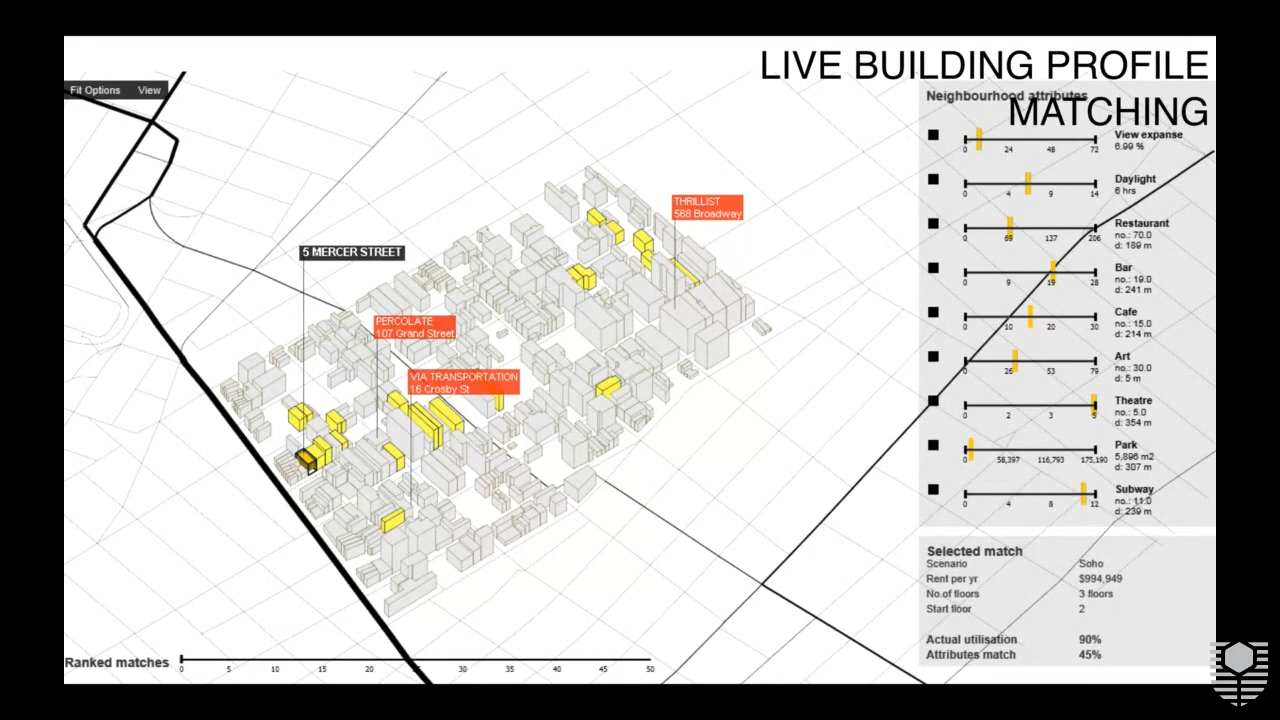 LIVE BUILDING PROFILE
MATCHING
Fit Options View
Neighbourhood attributes
View expanse
6.99 %
0 24 48 72
Daylight
6 hrs
0 4 9 14
Restaurant
no.: 70.0
d: 189 m
0 69 137 206
Bar
no.: 19.0
d: 241 m
0 9 19 28
Cafe
no.: 15.0
d: 214 m
0 10 20 30
Art
no.: 30.0
d: 5 m
0 26 53 79
Theatre
no.: 5.0
d: 354 m
0 2 3 5
Park
5,896 m2
d: 307 m
0 58,397 116,793 175,190
Subway
no.: 11.0
d: 239 m
0 4 8 12
THRILLIST
568 Broadway
5 MERCER STREET
PERCOLATE
107 Grand Street
VIA TRANSPORTATION
16 Crosby St
Selected match
Scenario Soho
Rent per yr $994,949
No.of floors 3 floors
Start floor 2
Actual utilisation 90%
Attributes match 45%
Ranked matches
0 5 10 15 20 25 30 35 40 45 50